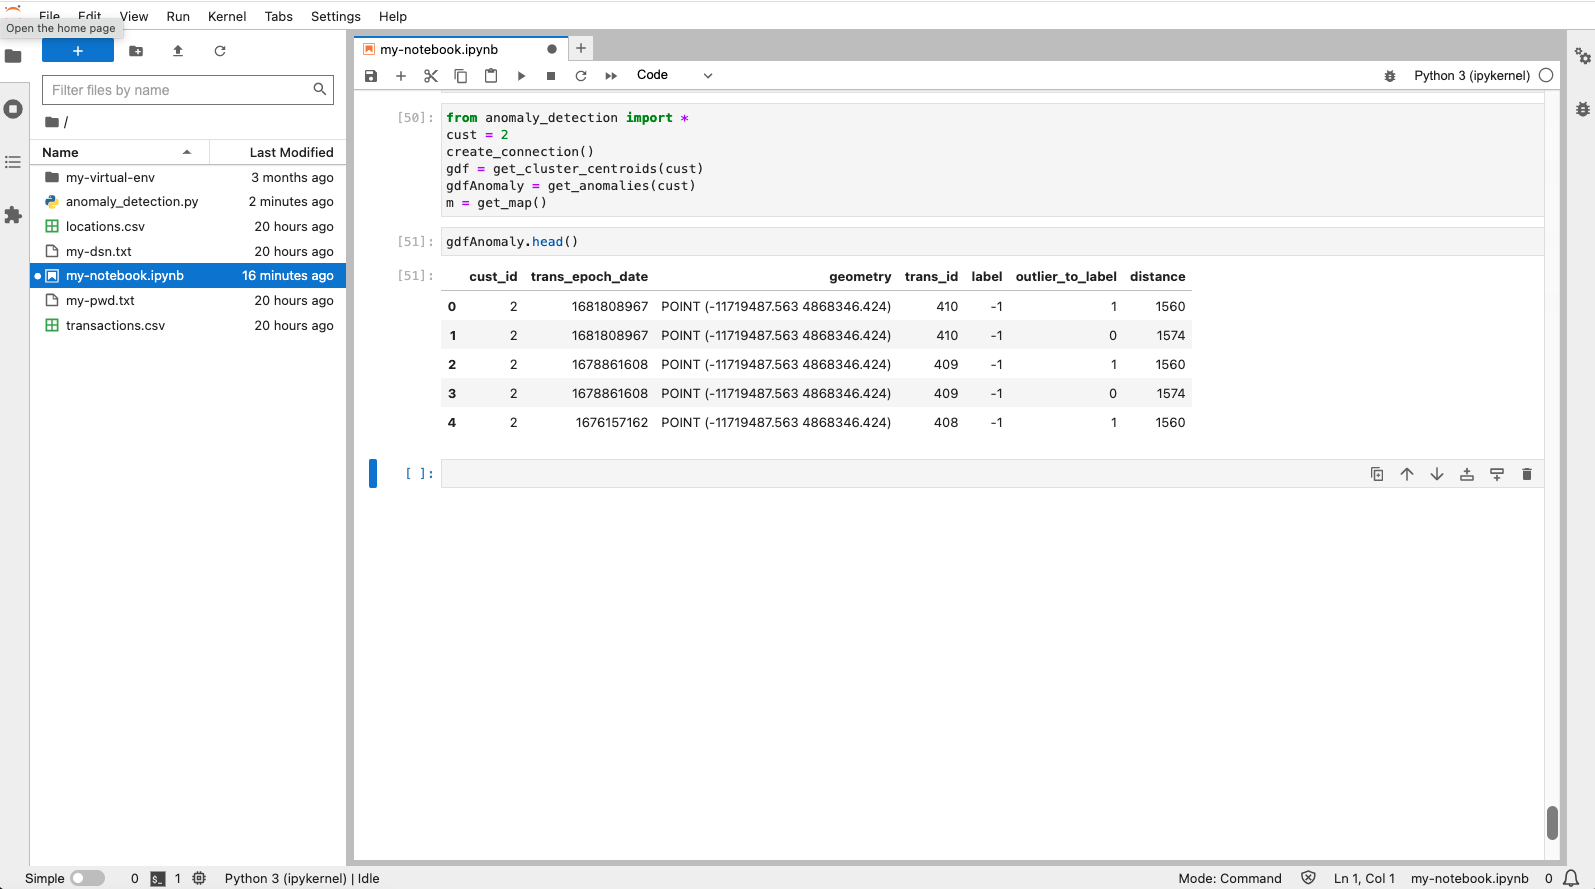 File Edit View Run Kernel Tabs Settings Help
Open the home page
Filter files by name
/
Name Last Modified
my-virtual-env 3 months ago
anomaly_detection.py 2 minutes ago
locations.csv 20 hours ago
my-dsn.txt 20 hours ago
my-notebook.ipynb 16 minutes ago
my-pwd.txt 20 hours ago
transactions.csv 20 hours ago
my-notebook.ipynb
Code Python 3 (ipykernel)
[50]: from anomaly_detection import *
cust = 2
create_connection()
gdf = get_cluster_centroids(cust)
gdfAnomaly = get_anomalies(cust)
m = get_map()
[51]: gdfAnomaly.head()
[51]: cust_id trans_epoch_date geometry trans_id label outlier_to_label distance
0 2 1681808967 POINT (-11719487.563 4868346.424) 410 -1 1 1560
1 2 1681808967 POINT (-11719487.563 4868346.424) 410 -1 0 1574
2 2 1678861608 POINT (-11719487.563 4868346.424) 409 -1 1 1560
3 2 1678861608 POINT (-11719487.563 4868346.424) 409 -1 0 1574
4 2 1676157162 POINT (-11719487.563 4868346.424) 408 -1 1 1560
[ ]:
Simple 0 $_ 1 Python 3 (ipykernel) | Idle Mode: Command Ln 1, Col 1 my-notebook.ipynb 0